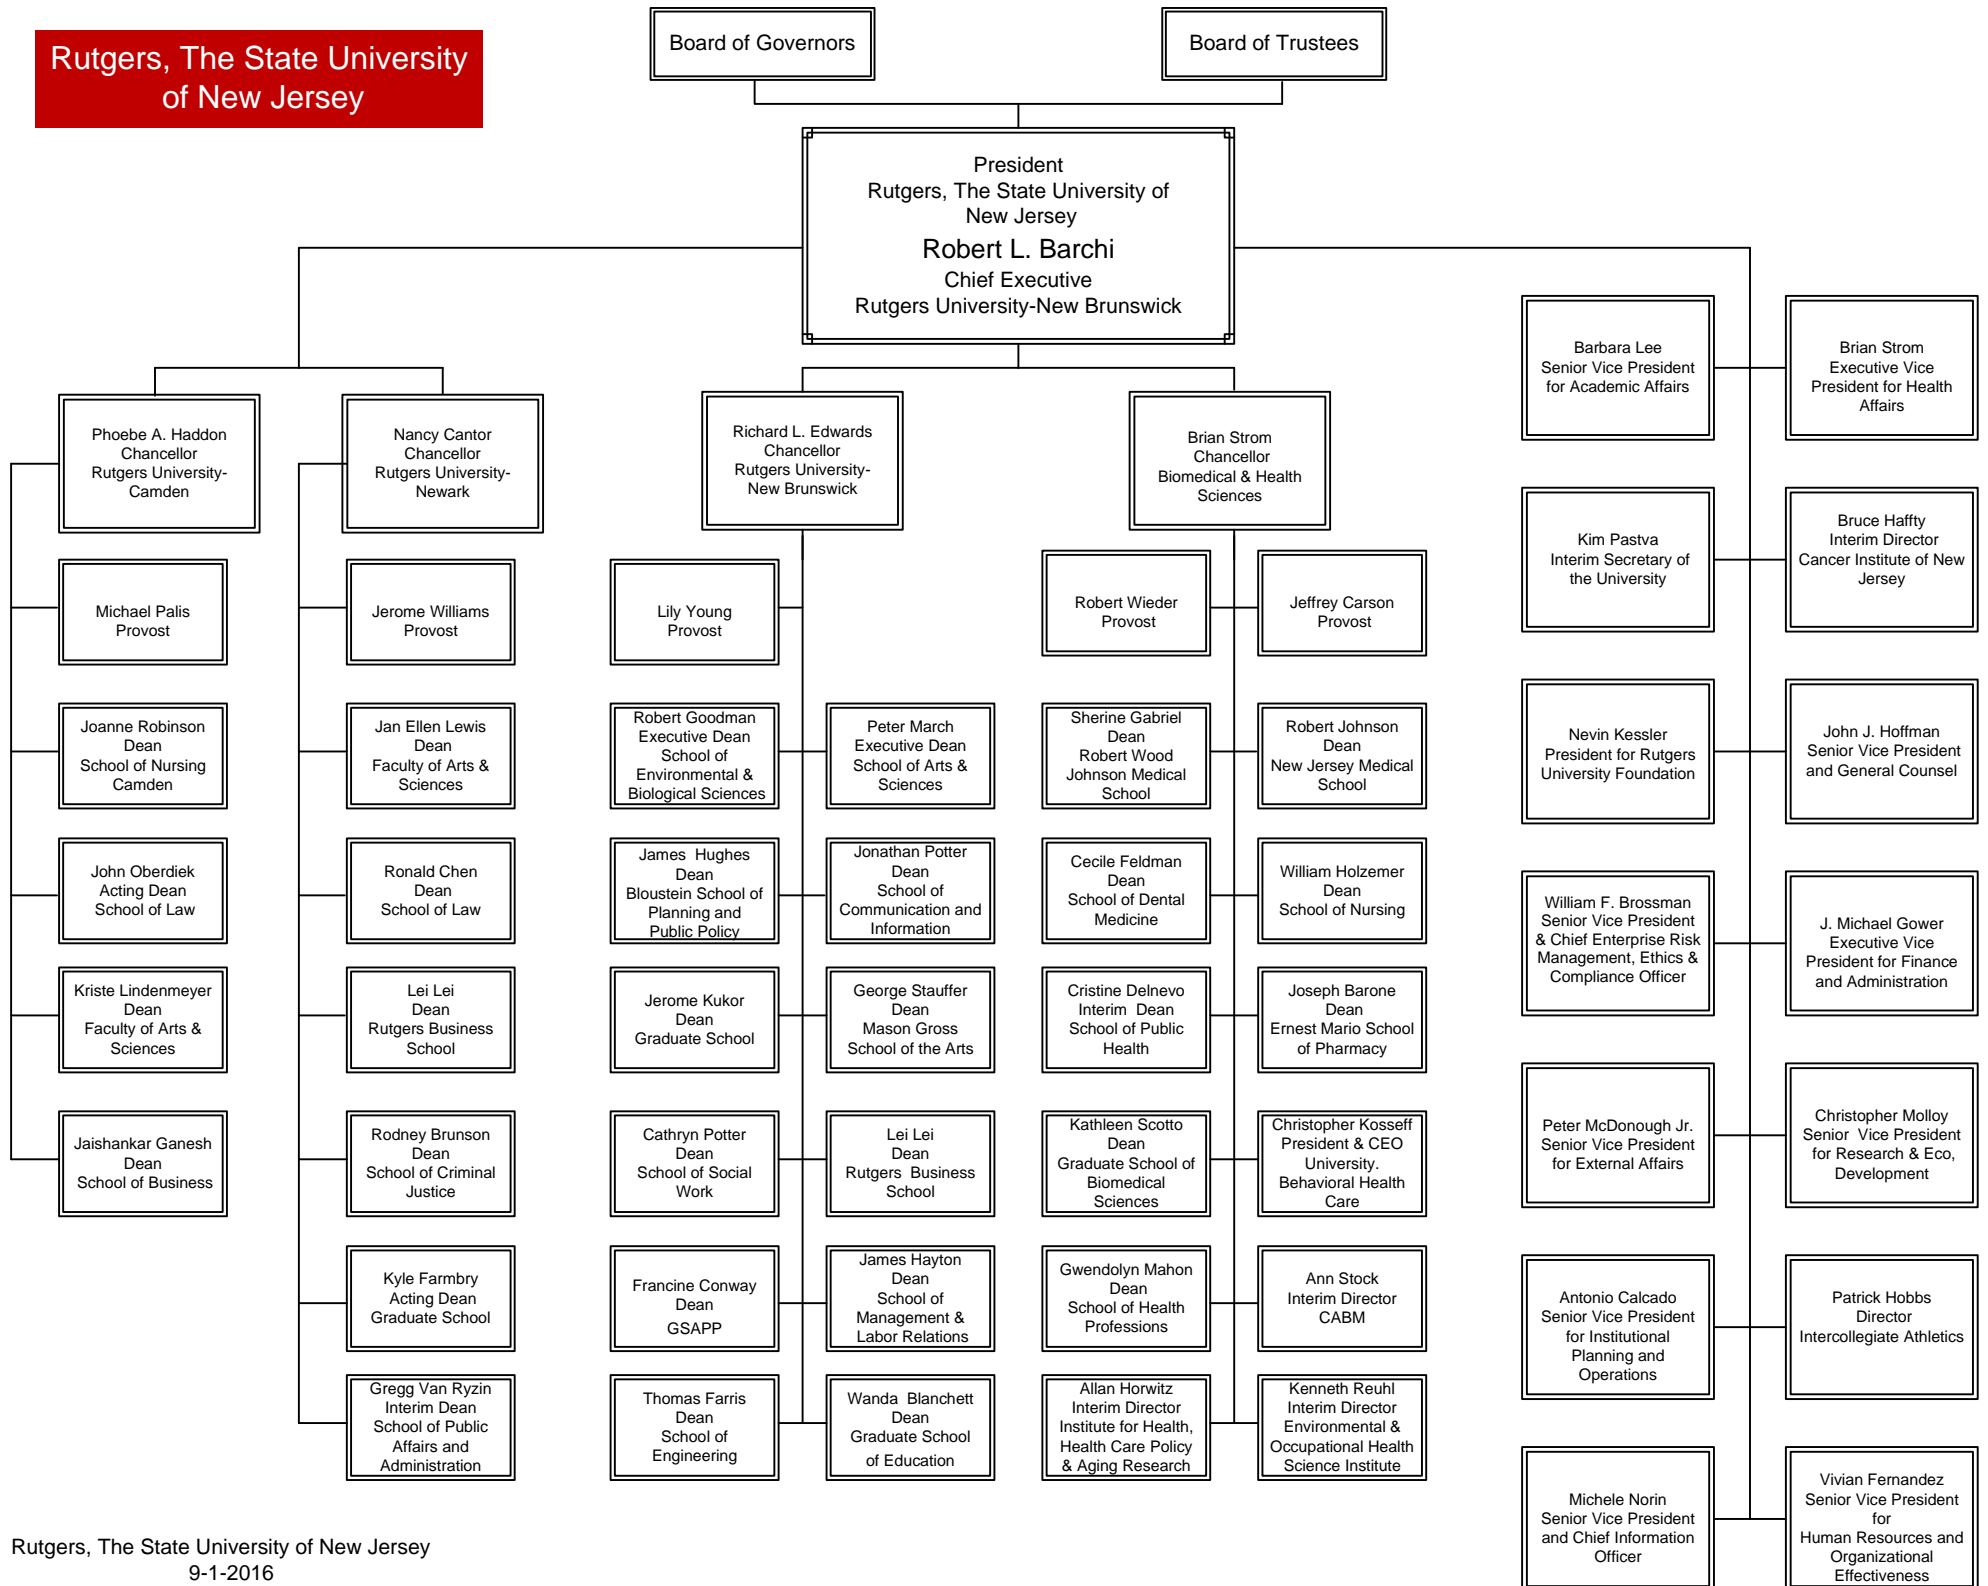 Rutgers, The State University
of New Jersey
Board of Governors
Board of Trustees
President
Rutgers, The State University of
New Jersey
Robert L. Barchi
Chief Executive
Rutgers University-New Brunswick
Phoebe A. Haddon
Chancellor
Rutgers University-
Camden
Nancy Cantor
Chancellor
Rutgers University-
Newark
Richard L. Edwards
Chancellor
Rutgers University-
New Brunswick
Brian Strom
Chancellor
Biomedical & Health
Sciences
Michael Palis
Provost
Jerome Williams
Provost
Lily Young
Provost
Robert Wieder
Provost
Jeffrey Carson
Provost
Joanne Robinson
Dean
School of Nursing
Camden
Jan Ellen Lewis
Dean
Faculty of Arts &
Sciences
Robert Goodman
Executive Dean
School of
Environmental &
Biological Sciences
Peter March
Executive Dean
School of Arts &
Sciences
Sherine Gabriel
Dean
Robert Wood
Johnson Medical
School
Robert Johnson
Dean
New Jersey Medical
School
John Oberdiek
Acting Dean
School of Law
Ronald Chen
Dean
School of Law
James  Hughes
Dean
Bloustein School of
Planning and
Public Policy
Jonathan Potter
Dean
School of
Communication and
Information
Cecile Feldman
Dean
School of Dental
Medicine
William Holzemer
Dean
School of Nursing
Kriste Lindenmeyer
Dean
Faculty of Arts &
Sciences
Lei Lei
Dean
Rutgers Business
School
Jerome Kukor
Dean
Graduate School
George Stauffer
Dean
Mason Gross
School of the Arts
Cristine Delnevo
Interim  Dean
School of Public
Health
Joseph Barone
Dean
Ernest Mario School
of Pharmacy
Jaishankar Ganesh
Dean
School of Business
Rodney Brunson
Dean
School of Criminal
Justice
Cathryn Potter
Dean
School of Social
Work
Lei Lei
Dean
Rutgers  Business
School
Kathleen Scotto
Dean
Graduate School of
Biomedical
Sciences
Christopher Kosseff
President & CEO
University.
Behavioral Health
Care
Kyle Farmbry
Acting Dean
Graduate School
Francine Conway
Dean
GSAPP
James Hayton
Dean
School of
Management &
Labor Relations
Gwendolyn Mahon
Dean
School of Health
Professions
Ann Stock
Interim Director
CABM
Gregg Van Ryzin
Interim Dean
School of Public
Affairs and
Administration
Thomas Farris
Dean
School of
Engineering
Wanda  Blanchett
Dean
Graduate School
of Education
Allan Horwitz
Interim Director
Institute for Health,
Health Care Policy
& Aging Research
Kenneth Reuhl
Interim Director
Environmental &
Occupational Health
Science Institute
Barbara Lee
Senior Vice President
for Academic Affairs
Brian Strom
Executive Vice
President for Health
Affairs
Kim Pastva
Interim Secretary of
the University
Bruce Haffty
Interim Director
Cancer Institute of New
Jersey
Nevin Kessler
President for Rutgers
University Foundation
John J. Hoffman
Senior Vice President
and General Counsel
William F. Brossman
Senior Vice President
& Chief Enterprise Risk
Management, Ethics &
Compliance Officer
J. Michael Gower
Executive Vice
President for Finance
and Administration
Peter McDonough Jr.
Senior Vice President
for External Affairs
Christopher Molloy
Senior  Vice President
for Research & Eco,
Development
Antonio Calcado
Senior Vice President
for Institutional
Planning and
Operations
Patrick Hobbs
Director
Intercollegiate Athletics
Michele Norin
Senior Vice President
and Chief Information
Officer
Vivian Fernandez
Senior Vice President
for
Human Resources and
Organizational
Effectiveness
Rutgers, The State University of New Jersey
9-1-2016